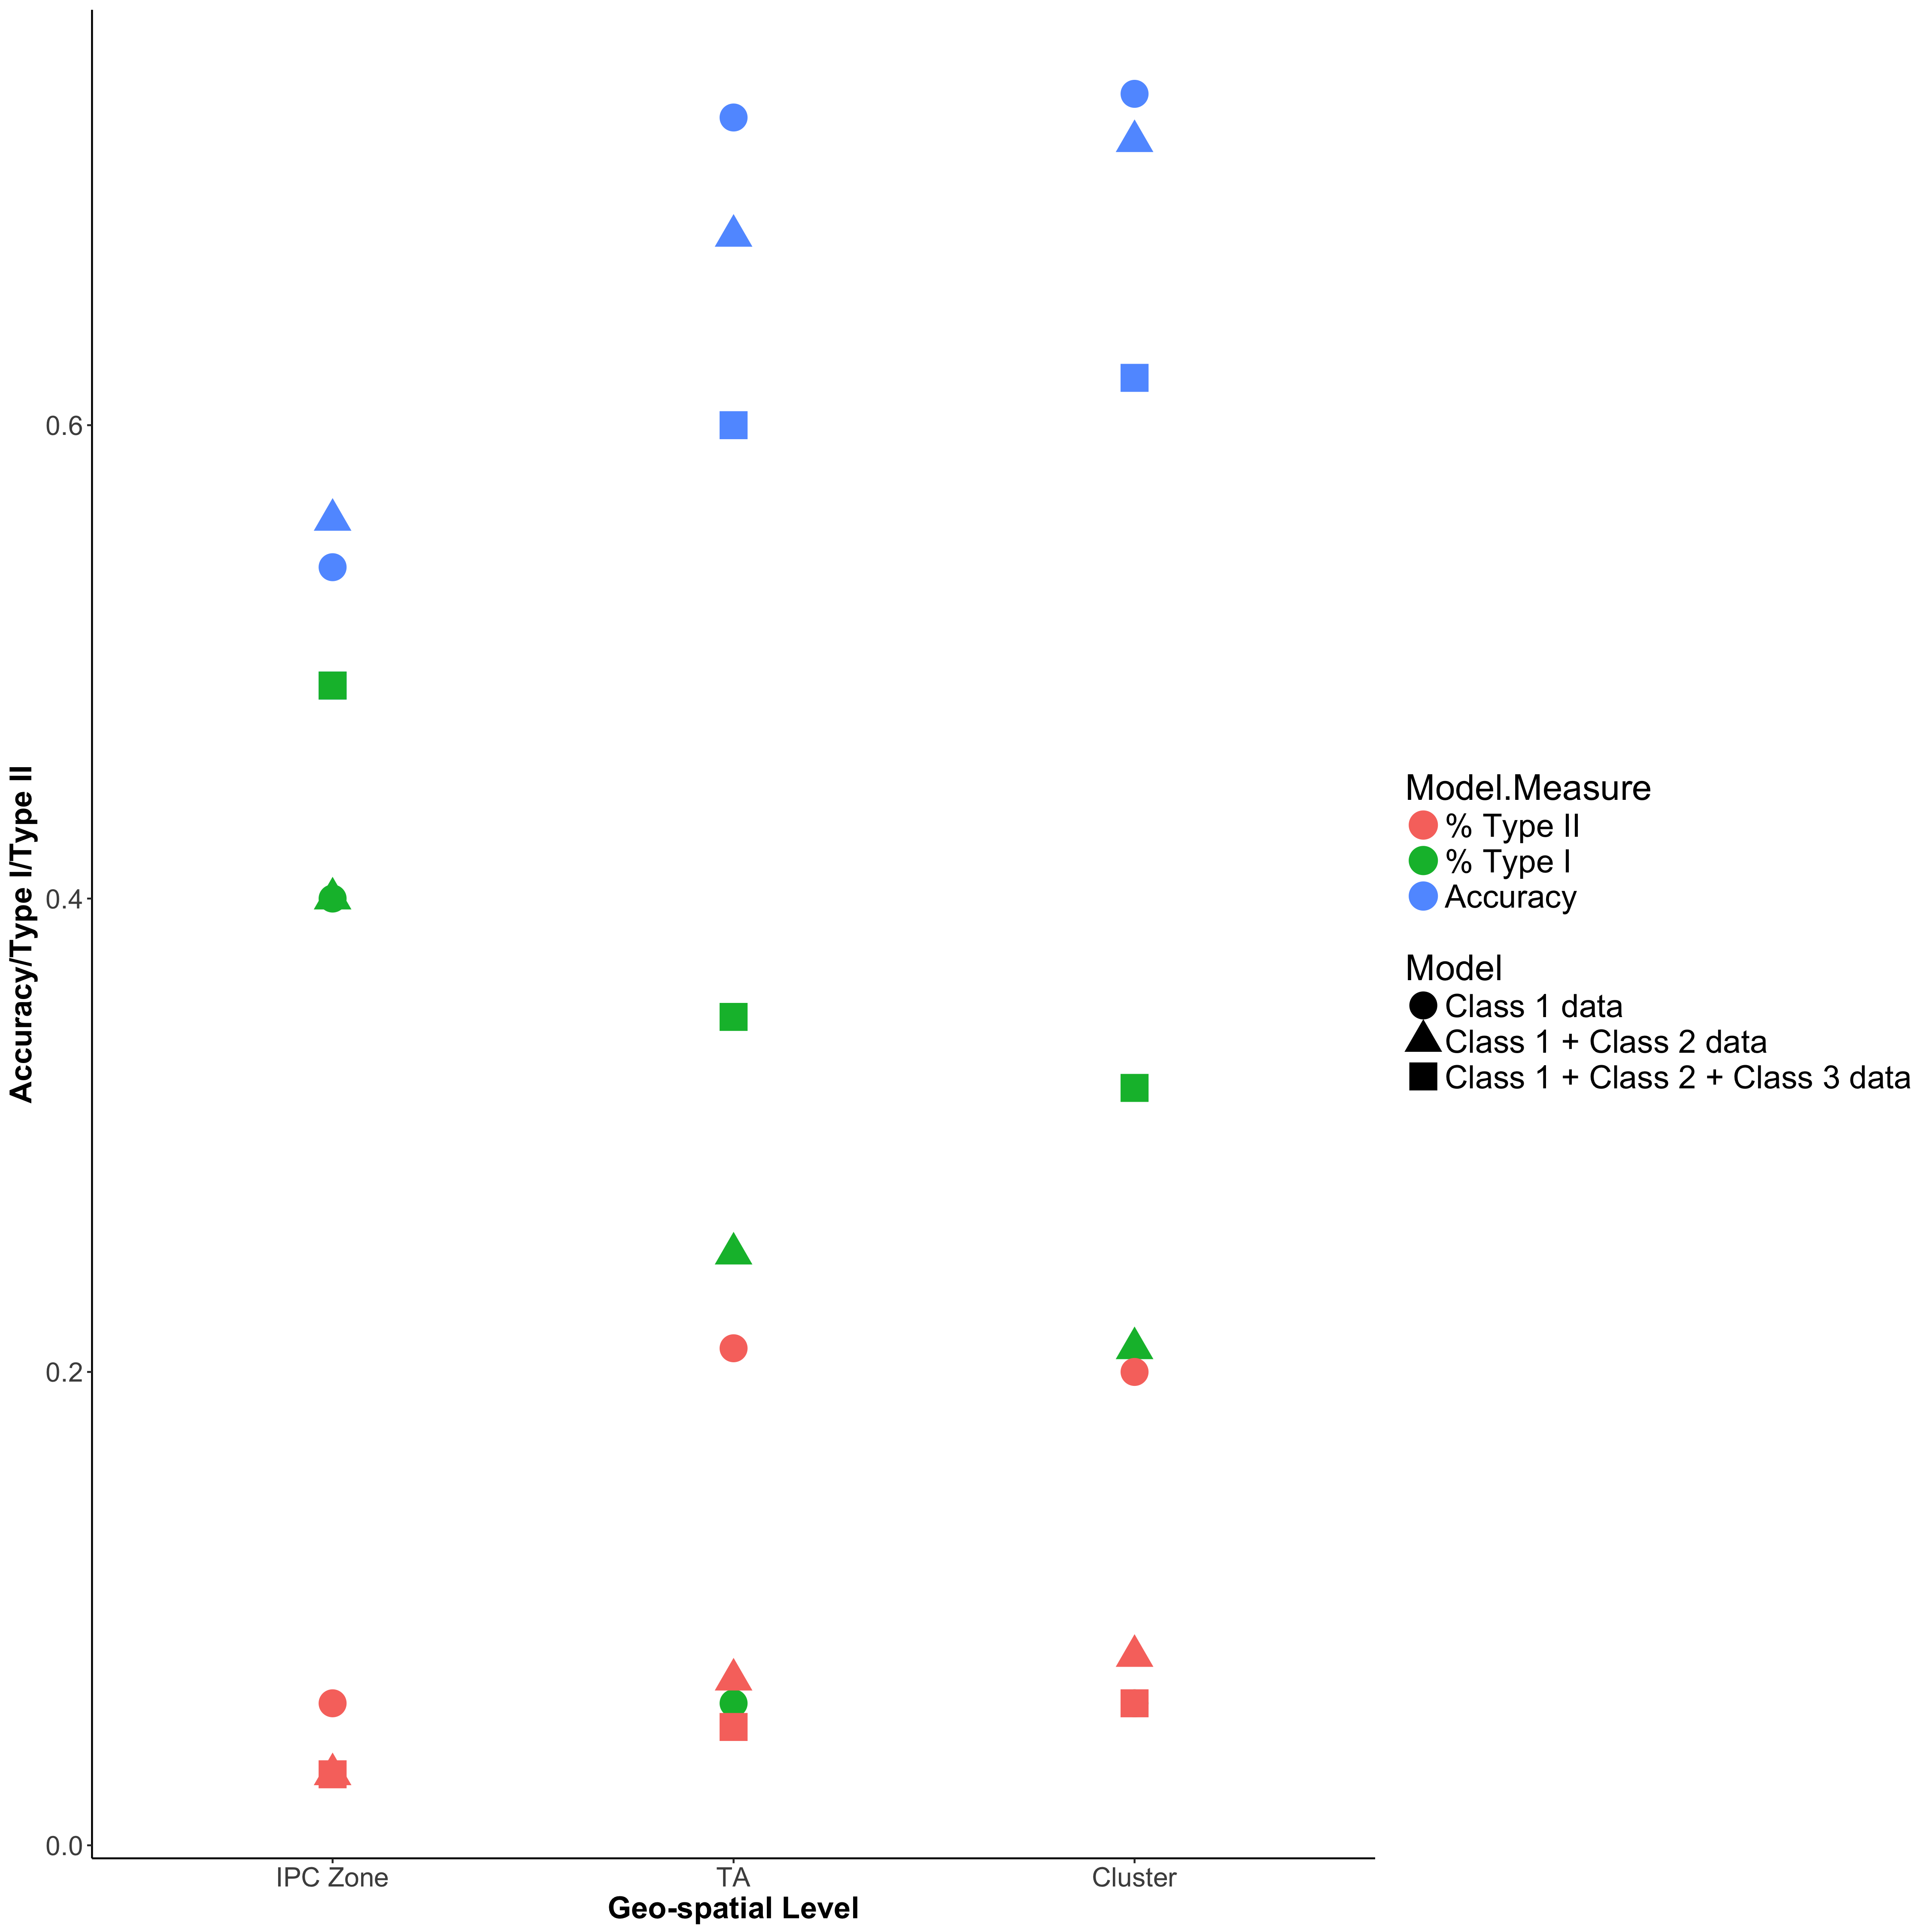 Accuracy/Type I/Type II
0.6
0.4
0.2
0.0
IPC Zone
TA
Cluster
Geo-spatial Level
Model.Measure
% Type II
% Type I
Accuracy
Model
Class 1 data
Class 1 + Class 2 data
Class 1 + Class 2 + Class 3 data